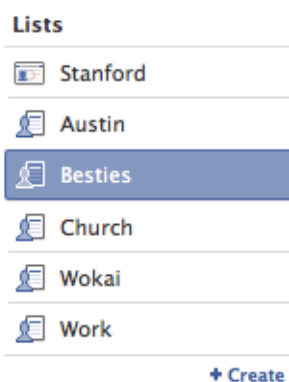 Lists
Stanford
Austin
Besties
Church
Wokai
Work
+ Create